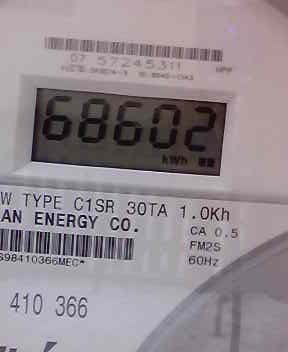 07 57245311
68602
kWh
W TYPE C1SR 30TA 1.0Kh
AN ENERGY CO.
CA 0.5
FM2S
60Hz
S98410366MEC*
410 366